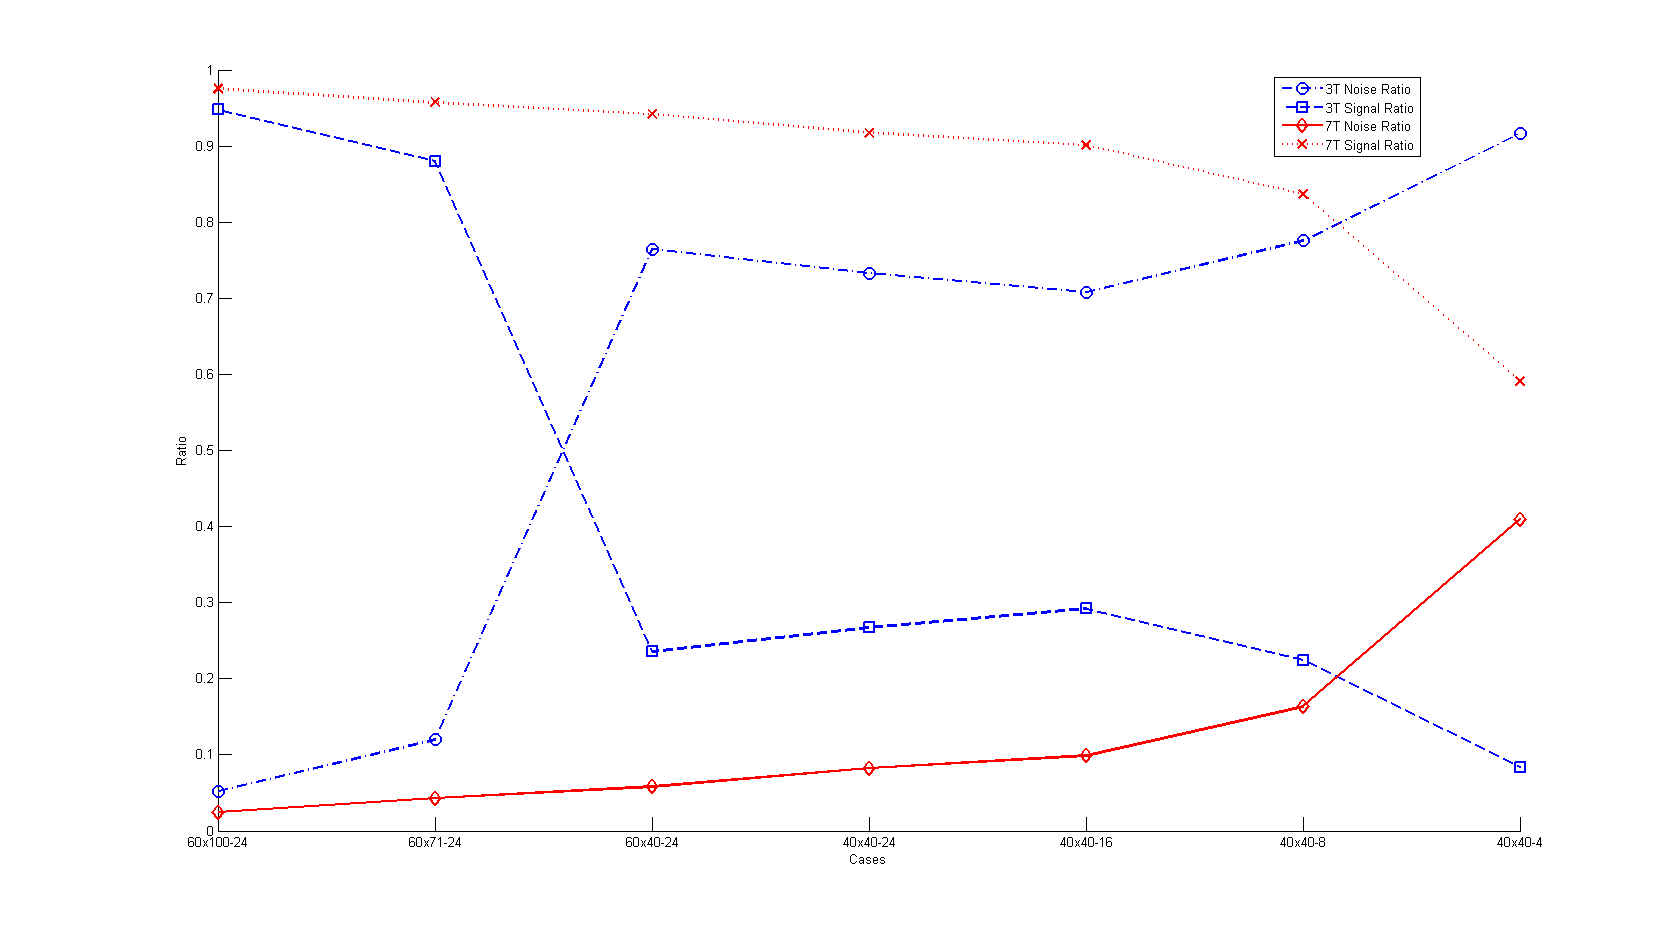 1
0.9
0.8
0.7
0.6
0.5
0.4
0.3
0.2
0.1
0
Ratio
3T Noise Ratio
3T Signal Ratio
7T Noise Ratio
7T Signal Ratio
60x100-24 60x71-24 60x40-24 40x40-24 40x40-16 40x40-8 40x40-4
Cases